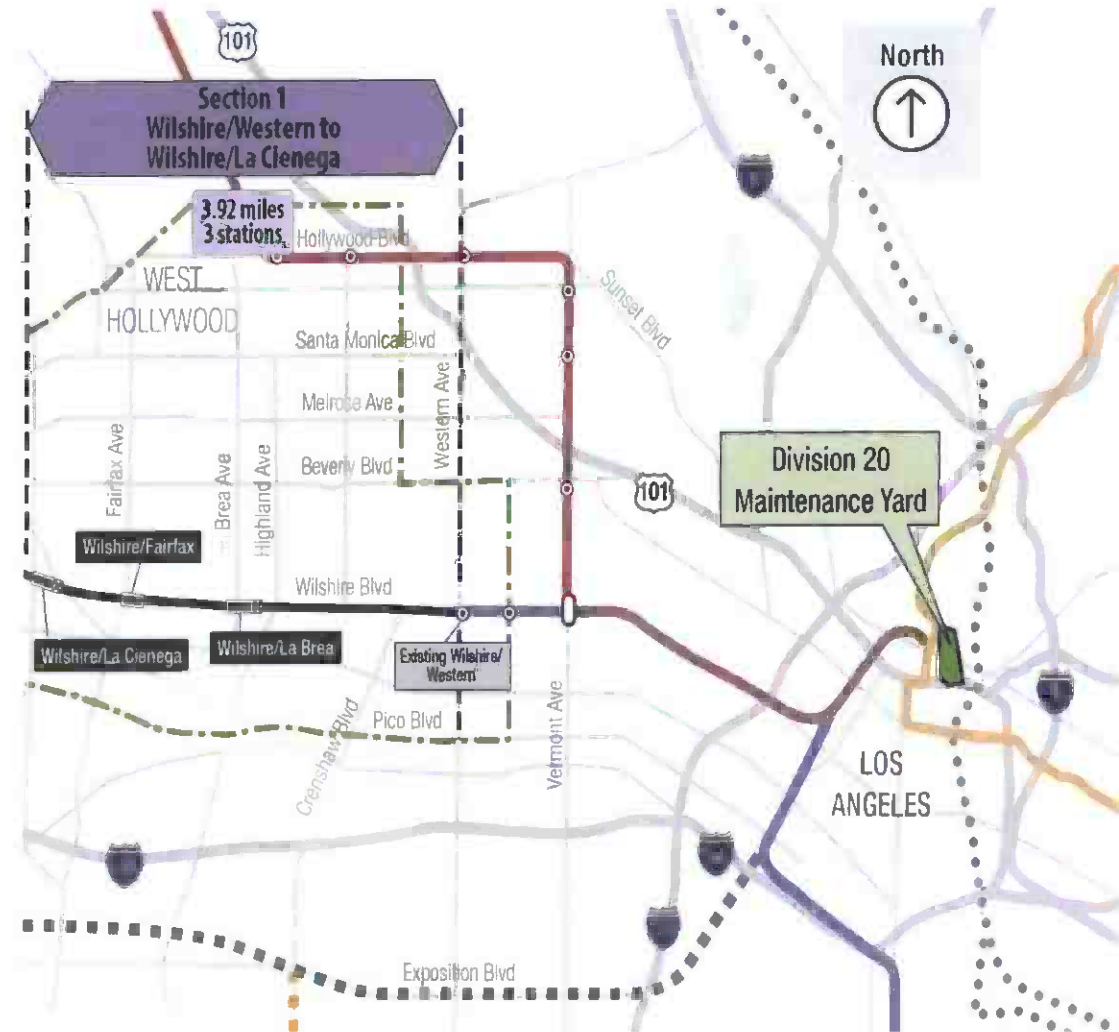 101
North
Section 1
Wilshire/Western to
Wilshire/La Cienega
3.92 miles
3 stations
Hollywood Blvd
WEST
HOLLYWOOD
Sunset Blvd
Santa Monica Blvd
Western Ave
Melrose Ave
Beverly Blvd
Fairfax Ave
Brea Ave
Highland Ave
101
Division 20
Maintenance Yard
Wilshire/Fairfax
Wilshire Blvd
Wilshire/La Cienega
Wilshire/La Brea
Existing Wilshire/
Western
Pico Blvd
Crenshaw Blvd
Vermont Ave
LOS
ANGELES
Exposition Blvd